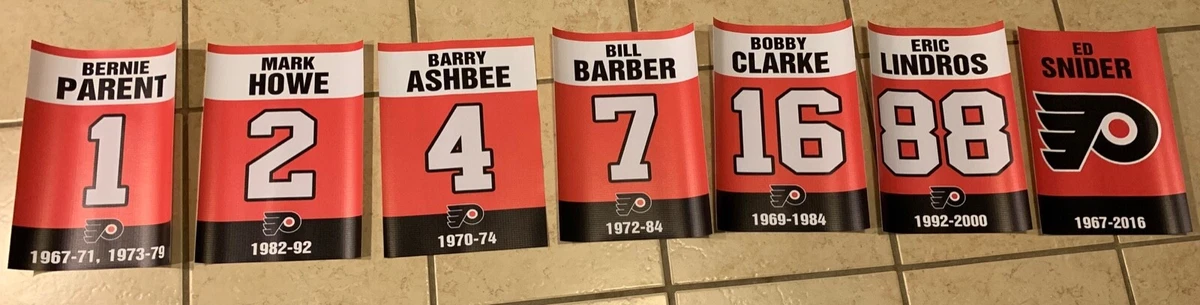 BERNIE
PARENT
1
1967-71, 1973-79
MARK
HOWE
2
1982-92
BARRY
ASHBEE
4
1970-74
BILL
BARBER
7
1972-84
BOBBY
CLARKE
16
1969-1984
ERIC
LINDROS
88
1992-2000
ED
SNIDER
1967-2016